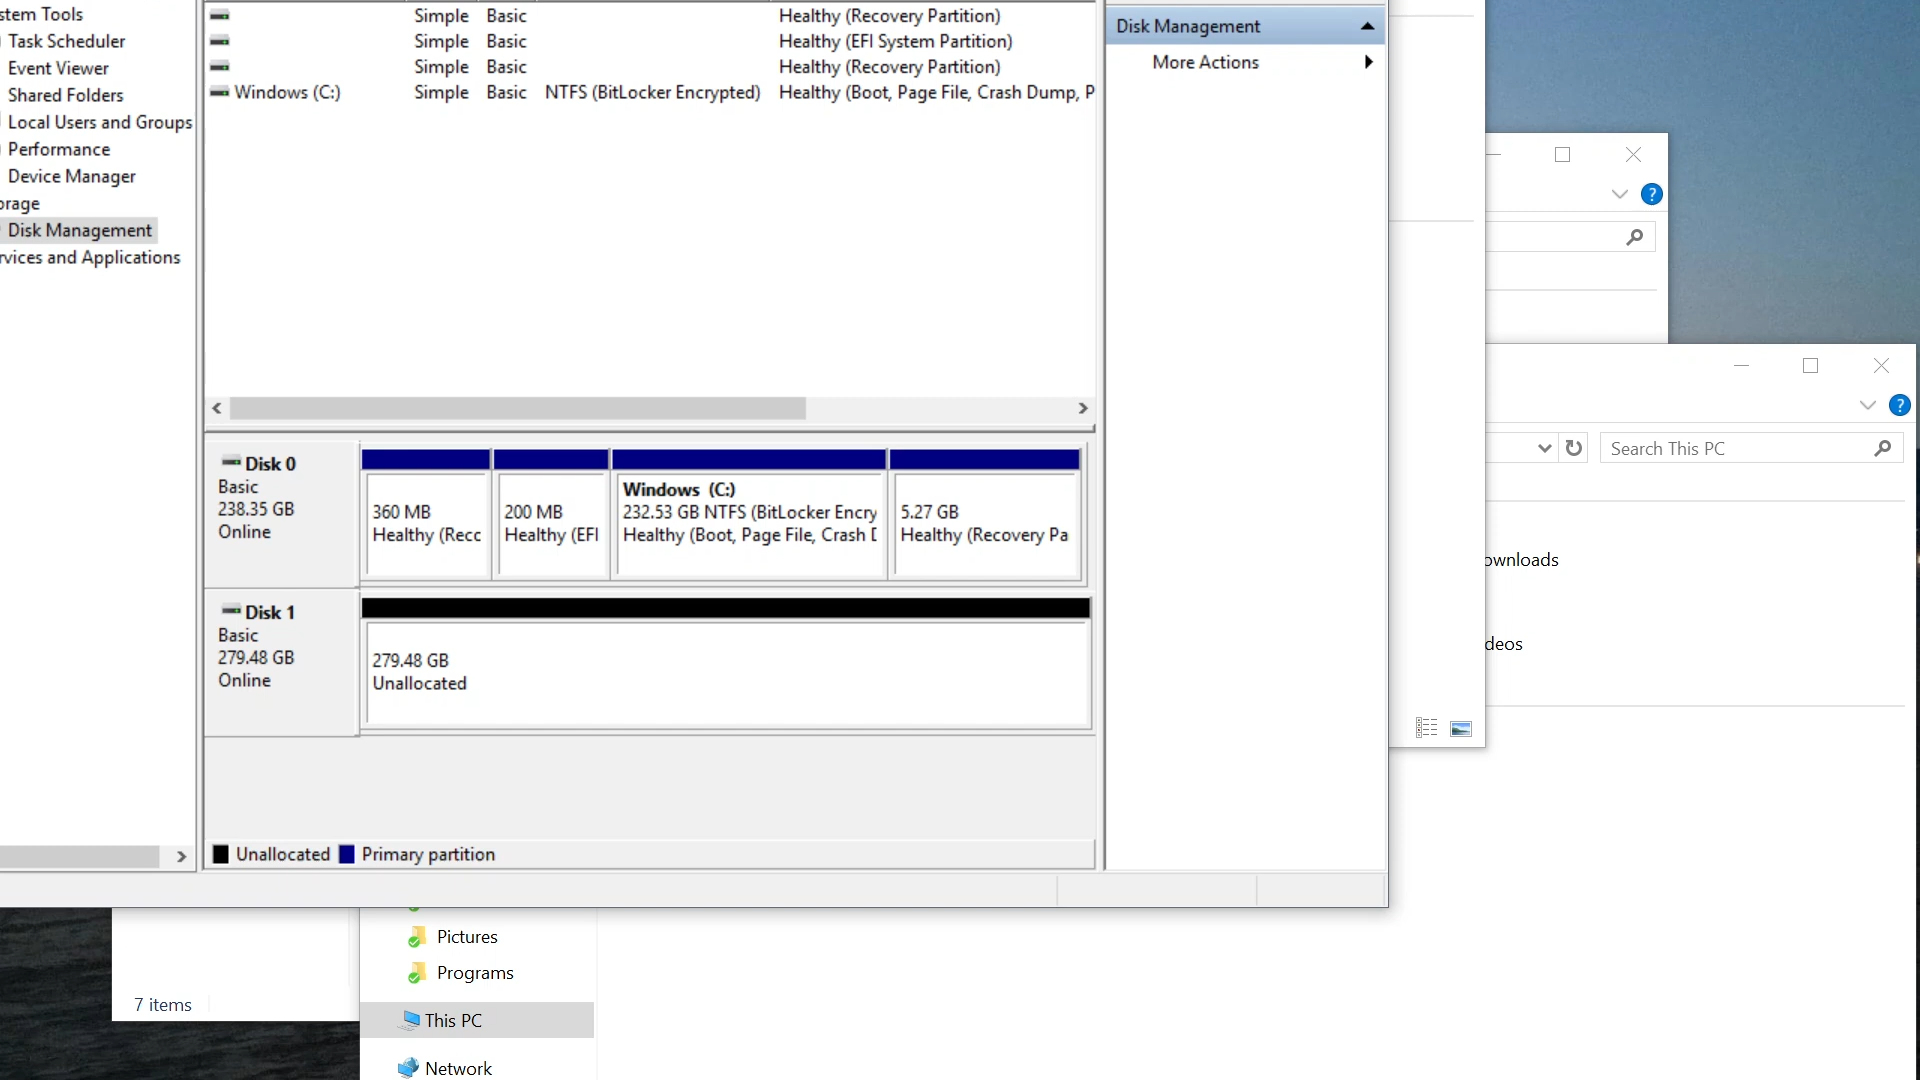 stem Tools
Task Scheduler
Event Viewer
Shared Folders
Local Users and Groups
Performance
Device Manager
orage
Disk Management
rvices and Applications
Simple Basic Healthy (Recovery Partition)
Simple Basic Healthy (EFI System Partition)
Simple Basic Healthy (Recovery Partition)
Windows (C:) Simple Basic NTFS (BitLocker Encrypted) Healthy (Boot, Page File, Crash Dump, P
Disk 0
Basic
238.35 GB
Online
360 MB
Healthy (Recc
200 MB
Healthy (EFI
Windows (C:)
232.53 GB NTFS (BitLocker Encry
Healthy (Boot, Page File, Crash D
5.27 GB
Healthy (Recovery Pa
Disk 1
Basic
279.48 GB
Online
279.48 GB
Unallocated
Unallocated Primary partition
Disk Management
More Actions
?
?
Search This PC
ownloads
deos
7 items
Pictures
Programs
This PC
Network